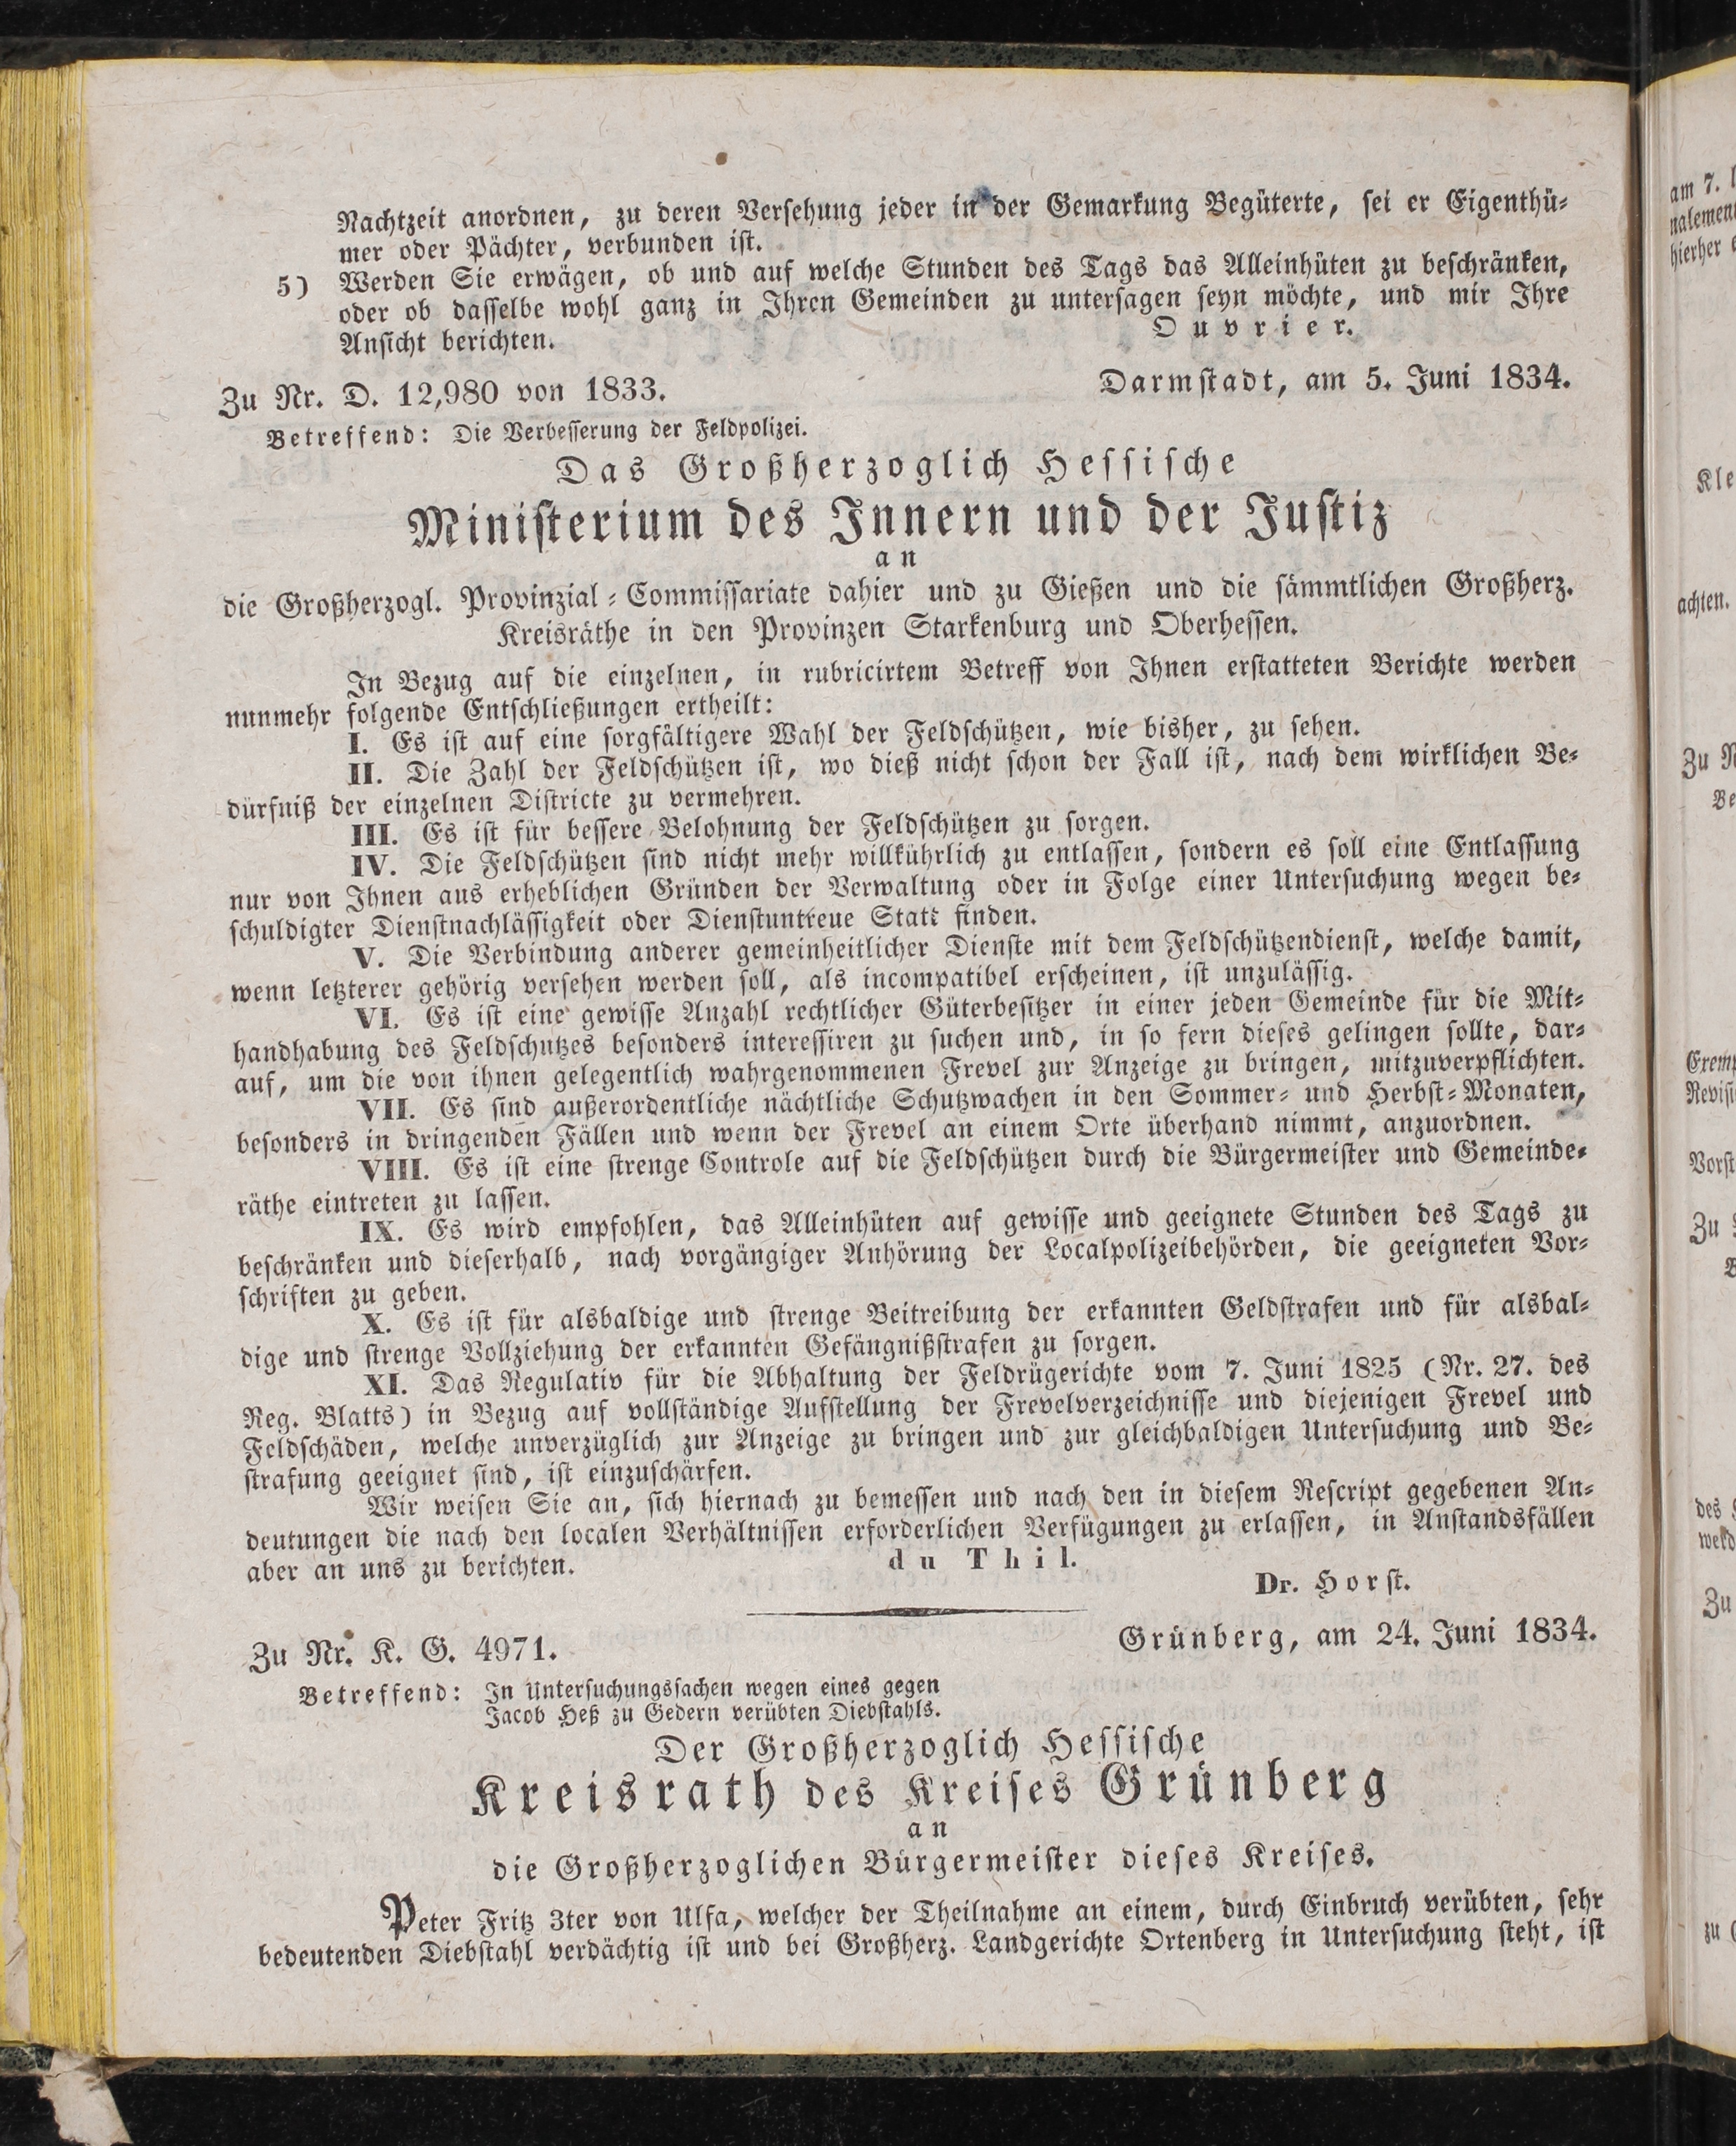 Nachtzeit anordnen, zu deren Versehung jeder in der Gemarkung Begüterte, sei er Eigenthü-
mer oder Pächter, verbunden ist.
5) Werden Sie erwägen, ob und auf welche Stunden des Tags das Alleinhüten zu beschränken,
oder ob dasselbe wohl ganz in Ihren Gemeinden zu untersagen seyn möchte, und mir Ihre
Ansicht berichten. Ouvrier.
Zu Nr. D. 12,980 von 1833. Darmstadt, am 5. Juni 1834.
Betreffend: Die Verbesserung der Feldpolizei.
Das Großherzoglich Hessische
Ministerium des Innern und der Justiz
an
die Großherzogl. Provinzial-Commissariate dahier und zu Gießen und die sämmtlichen Großherz.
Kreisräthe in den Provinzen Starkenburg und Oberhessen.
In Bezug auf die einzelnen, in rubricirtem Betreff von Ihnen erstatteten Berichte werden
nunmehr folgende Entschließungen ertheilt:
I. Es ist auf eine sorgfältigere Wahl der Feldschützen, wie bisher, zu sehen.
II. Die Zahl der Feldschützen ist, wo dieß nicht schon der Fall ist, nach dem wirklichen Be-
dürfniß der einzelnen Districte zu vermehren.
III. Es ist für bessere Belohnung der Feldschützen zu sorgen.
IV. Die Feldschützen sind nicht mehr willkührlich zu entlassen, sondern es soll eine Entlassung
nur von Ihnen aus erheblichen Gründen der Verwaltung oder in Folge einer Untersuchung wegen be-
schuldigter Dienstnachlässigkeit oder Dienstuntreue Statt finden.
V. Die Verbindung anderer gemeinheitlicher Dienste mit dem Feldschützendienst, welche damit,
wenn letzterer gehörig versehen werden soll, als incompatibel erscheinen, ist unzulässig.
VI. Es ist eine gewisse Anzahl rechtlicher Güterbesitzer in einer jeden Gemeinde für die Mit-
handhabung des Feldschutzes besonders interessiren zu suchen und, in so fern dieses gelingen sollte, dar-
auf, um die von ihnen gelegentlich wahrgenommenen Frevel zur Anzeige zu bringen, mitzuverpflichten.
VII. Es sind außerordentliche nächtliche Schutzwachen in den Sommer- und Herbst-Monaten,
besonders in dringenden Fällen und wenn der Frevel an einem Orte überhand nimmt, anzuordnen.
VIII. Es ist eine strenge Controle auf die Feldschützen durch die Bürgermeister und Gemeinde-
räthe eintreten zu lassen.
IX. Es wird empfohlen, das Alleinhüten auf gewisse und geeignete Stunden des Tags zu
beschränken und dieserhalb, nach vorgängiger Anhörung der Localpolizeibehörden, die geeigneten Vor-
schriften zu geben.
X. Es ist für alsbaldige und strenge Beitreibung der erkannten Geldstrafen und für alsbal-
dige und strenge Vollziehung der erkannten Gefängnißstrafen zu sorgen.
XI. Das Regulativ für die Abhaltung der Feldrügerichte vom 7. Juni 1825 (Nr. 27. des
Reg. Blatts) in Bezug auf vollständige Aufstellung der Frevelverzeichnisse und diejenigen Frevel und
Feldschäden, welche unverzüglich zur Anzeige zu bringen und zur gleichbaldigen Untersuchung und Be-
strafung geeignet sind, ist einzuschärfen.
Wir weisen Sie an, sich hiernach zu bemessen und nach den in diesem Rescript gegebenen An-
deutungen die nach den localen Verhältnissen erforderlichen Verfügungen zu erlassen, in Anstandsfällen
aber an uns zu berichten. du Thil.
Dr. Horst.
Zu Nr. K. G. 4971. Grünberg, am 24. Juni 1834.
Betreffend: In Untersuchungssachen wegen eines gegen
Jacob Heß zu Gedern verübten Diebstahls.
Der Großherzoglich Hessische
Kreisrath des Kreises Grünberg
an
die Großherzoglichen Bürgermeister dieses Kreises.
Peter Fritz 3ter von Ulfa, welcher der Theilnahme an einem, durch Einbruch verübten, sehr
bedeutenden Diebstahl verdächtig ist und bei Großherz. Landgerichte Ortenberg in Untersuchung steht, ist
am 7.
hierher
achten.
Zu
Zu
des
Zu
zu